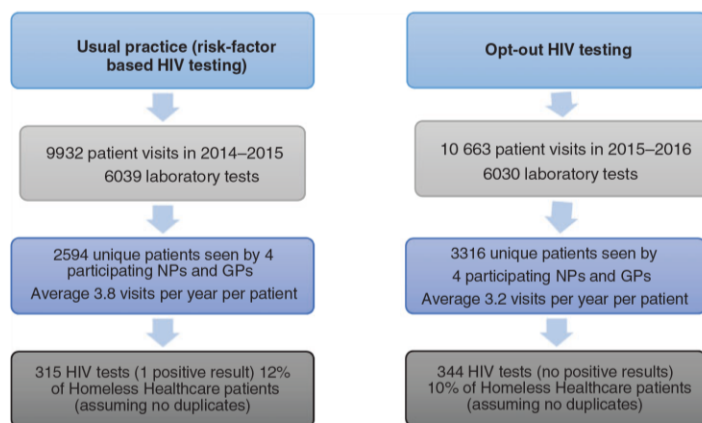 Usual practice (risk-factor
based HIV testing)
9932 patient visits in 2014–2015
6039 laboratory tests
2594 unique patients seen by 4
participating NPs and GPs
Average 3.8 visits per year per patient
315 HIV tests (1 positive result) 12%
of Homeless Healthcare patients
(assuming no duplicates)
Opt-out HIV testing
10 663 patient visits in 2015–2016
6030 laboratory tests
3316 unique patients seen by
4 participating NPs and GPs
Average 3.2 visits per year per patient
344 HIV tests (no positive results)
10% of Homeless Healthcare patients
(assuming no duplicates)